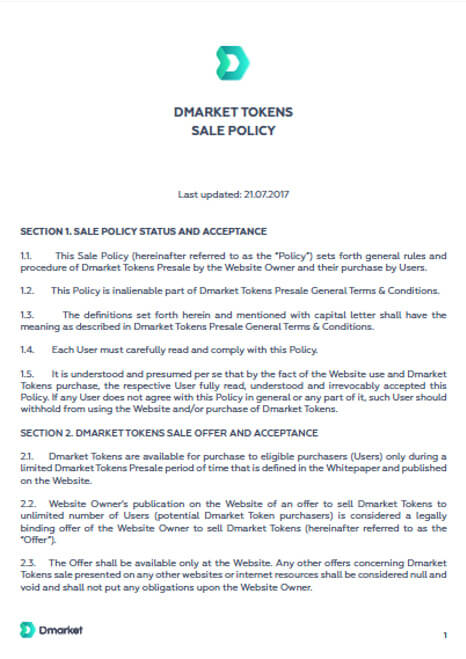 DMARKET TOKENS
SALE POLICY
Last updated: 21.07.2017
SECTION 1. SALE POLICY STATUS AND ACCEPTANCE
1.1. This Sale Policy (hereinafter referred to as the "Policy") sets forth general rules and
procedure of Dmarket Tokens Presale by the Website Owner and their purchase by Users.
1.2. This Policy is inalienable part of Dmarket Tokens Presale General Terms & Conditions.
1.3. The definitions set forth herein and mentioned with capital letter shall have the
meaning as described in Dmarket Tokens Presale General Terms & Conditions.
1.4. Each User must carefully read and comply with this Policy.
1.5. It is understood and presumed per se that by the fact of the Website use and Dmarket
Tokens purchase, the respective User fully read, understood and irrevocably accepted this
Policy. If any User does not agree with this Policy in general or any part of it, such User should
withhold from using the Website and/or purchase of Dmarket Tokens.
SECTION 2. DMARKET TOKENS SALE OFFER AND ACCEPTANCE
2.1. Dmarket Tokens are available for purchase to eligible purchasers (Users) only during a
limited Dmarket Tokens Presale period of time that is defined in the Whitepaper and published
on the Website.
2.2. Website Owner's publication on the Website of an offer to sell Dmarket Tokens to
unlimited number of Users (potential Dmarket Token purchasers) is considered a legally
binding offer of the Website Owner to sell Dmarket Tokens (hereinafter referred to as the
"Offer").
2.3. The Offer shall be available only at the Website. Any other offers concerning Dmarket
Tokens sale presented on any other websites or internet resources shall be considered null and
void and shall not put any obligations upon the Website Owner.
Dmarket
1